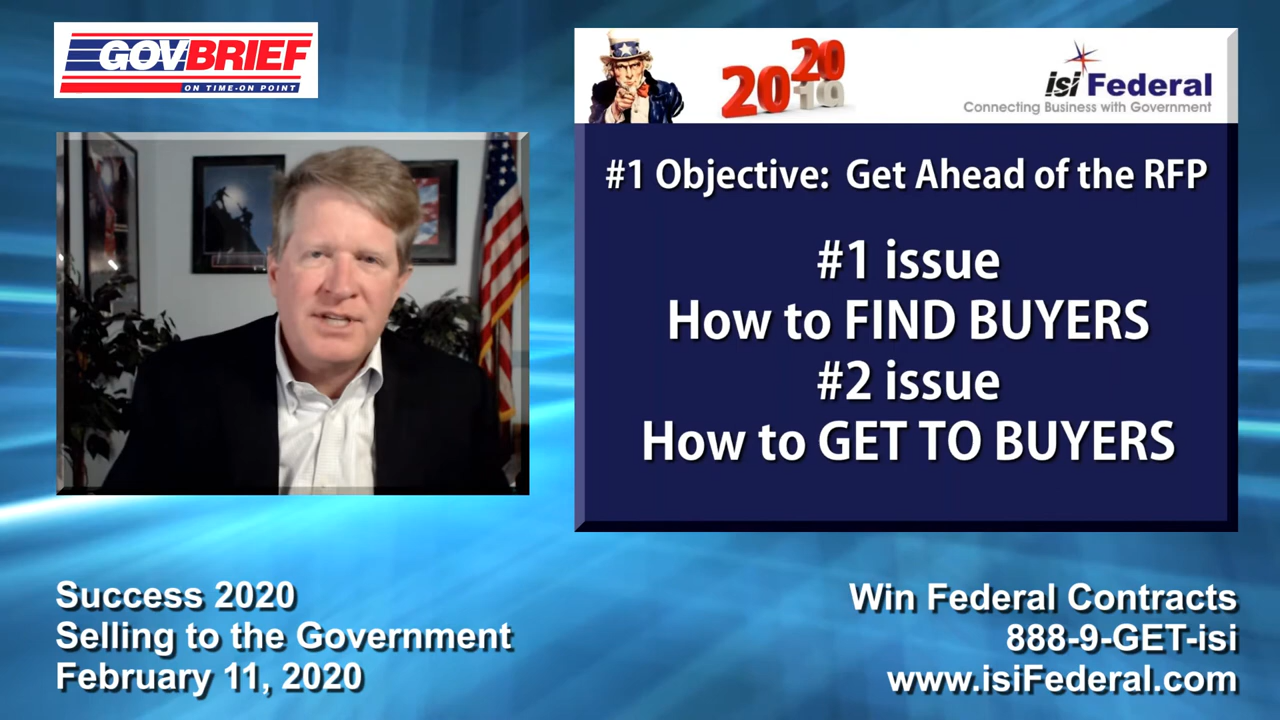 GOVBRIEF
ON TIME-ON POINT
2020
19
isi Federal
Connecting Business with Government
#1 Objective: Get Ahead of the RFP
#1 issue
How to FIND BUYERS
#2 issue
How to GET TO BUYERS
Success 2020
Selling to the Government
February 11, 2020
Win Federal Contracts
888-9-GET-isi
www.isiFederal.com